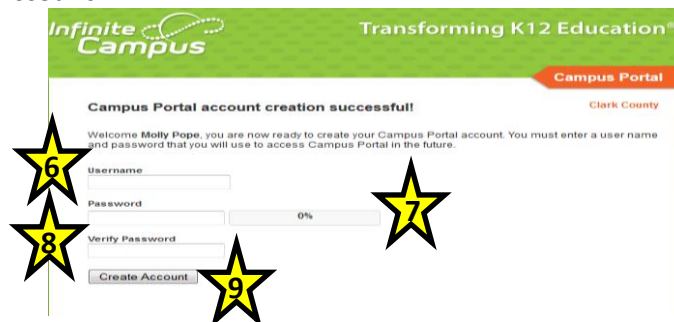 Infinite
Campus
Transforming K12 Education®
Campus Portal
Campus Portal account creation successful!
Clark County
Welcome Molly Pope, you are now ready to create your Campus Portal account. You must enter a user name
and password that you will use to access Campus Portal in the future.
6
Username
Password
0%
7
8
Verify Password
Create Account
9